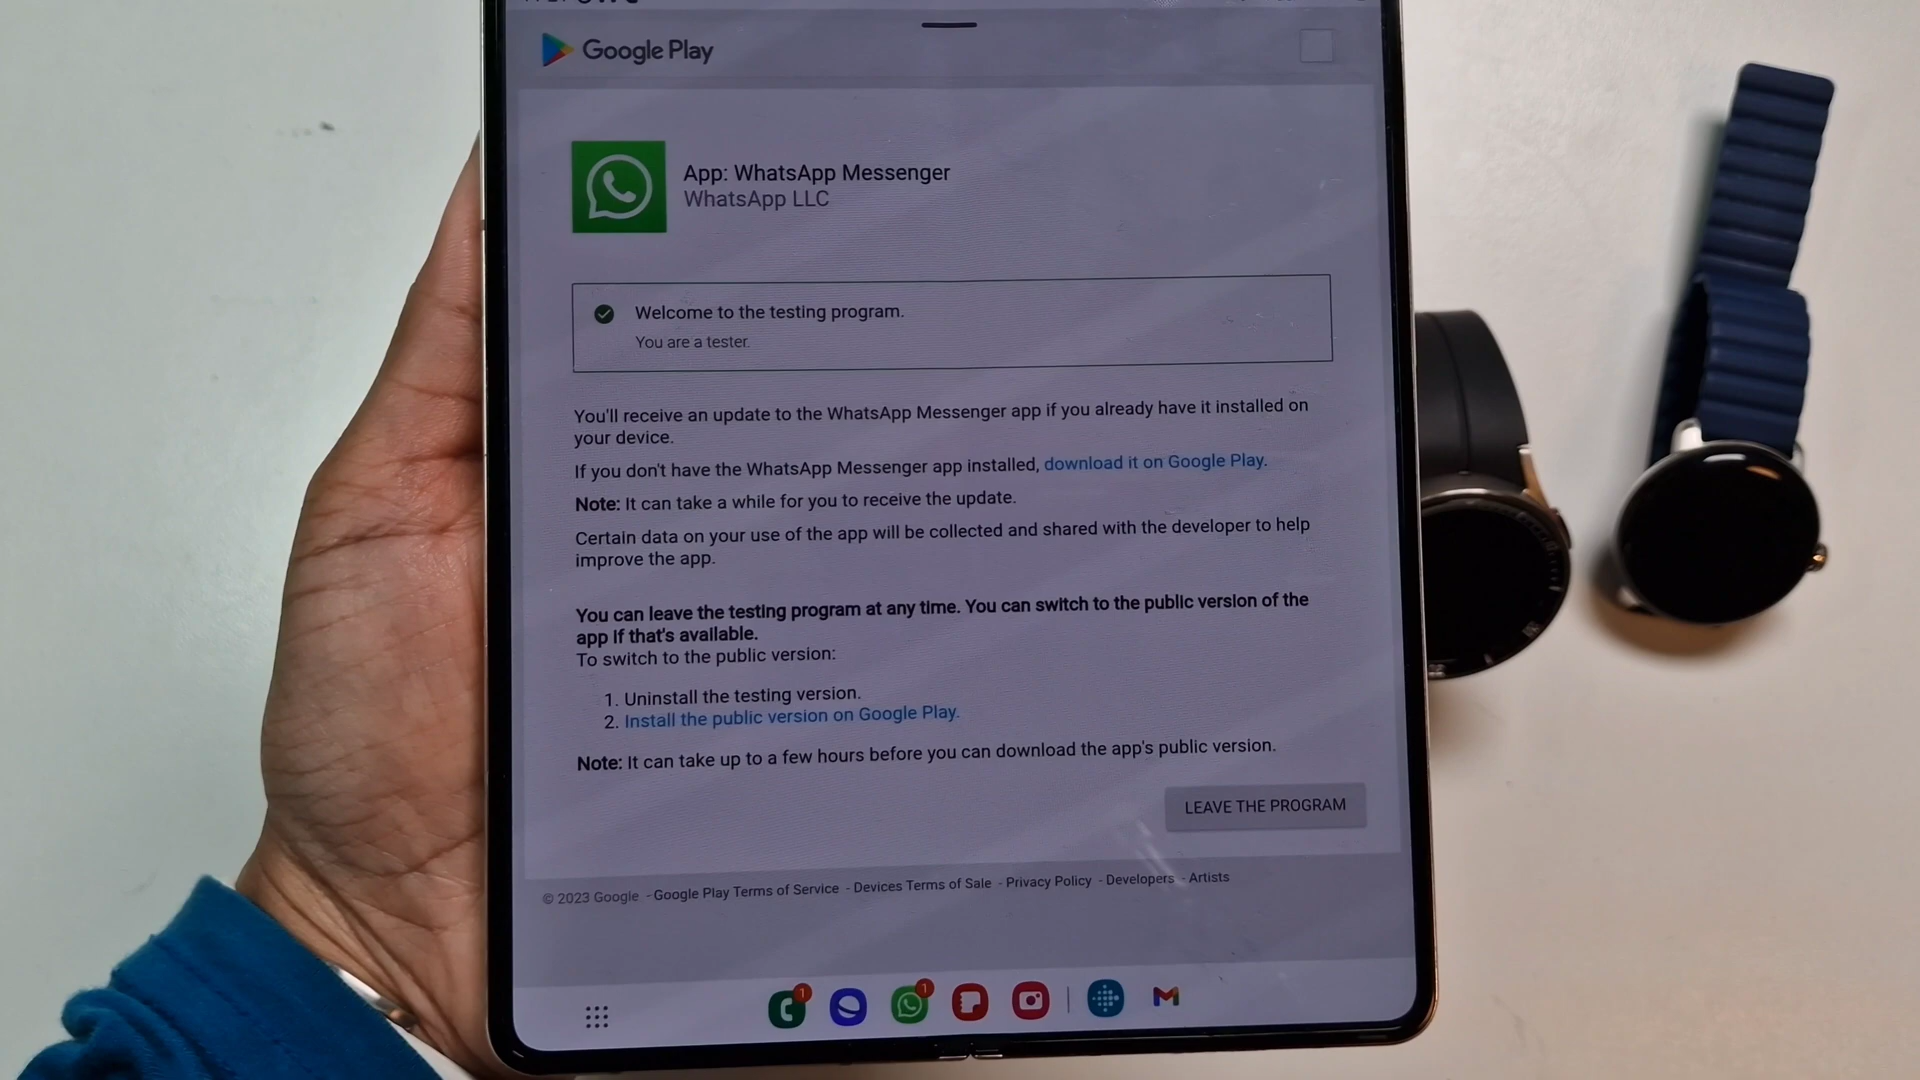 Google Play
App: WhatsApp Messenger
WhatsApp LLC
Welcome to the testing program.
You are a tester.
You'll receive an update to the WhatsApp Messenger app if you already have it installed on
your device.
If you don't have the WhatsApp Messenger app installed, download it on Google Play.
Note: It can take a while for you to receive the update.
Certain data on your use of the app will be collected and shared with the developer to help
improve the app.
You can leave the testing program at any time. You can switch to the public version of the
app if that's available.
To switch to the public version:
1. Uninstall the testing version.
2. Install the public version on Google Play.
Note: It can take up to a few hours before you can download the app's public version.
LEAVE THE PROGRAM
© 2023 Google - Google Play Terms of Service - Devices Terms of Sale - Privacy Policy - Developers - Artists
1
1